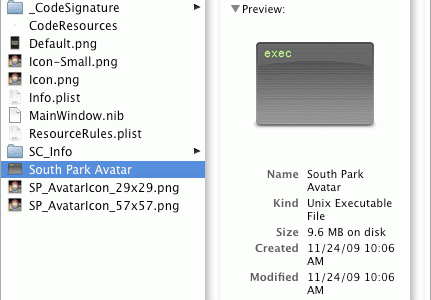 _CodeSignature
CodeResources
Default.png
Icon-Small.png
Icon.png
Info.plist
MainWindow.nib
ResourceRules.plist
SC_Info
South Park Avatar
SP_AvatarIcon_29x29.png
SP_AvatarIcon_57x57.png
Preview:
exec
Name South Park
Avatar
Kind Unix Executable
File
Size 9.6 MB on disk
Created 11/24/09 10:06
AM
Modified 11/24/09 10:06
AM